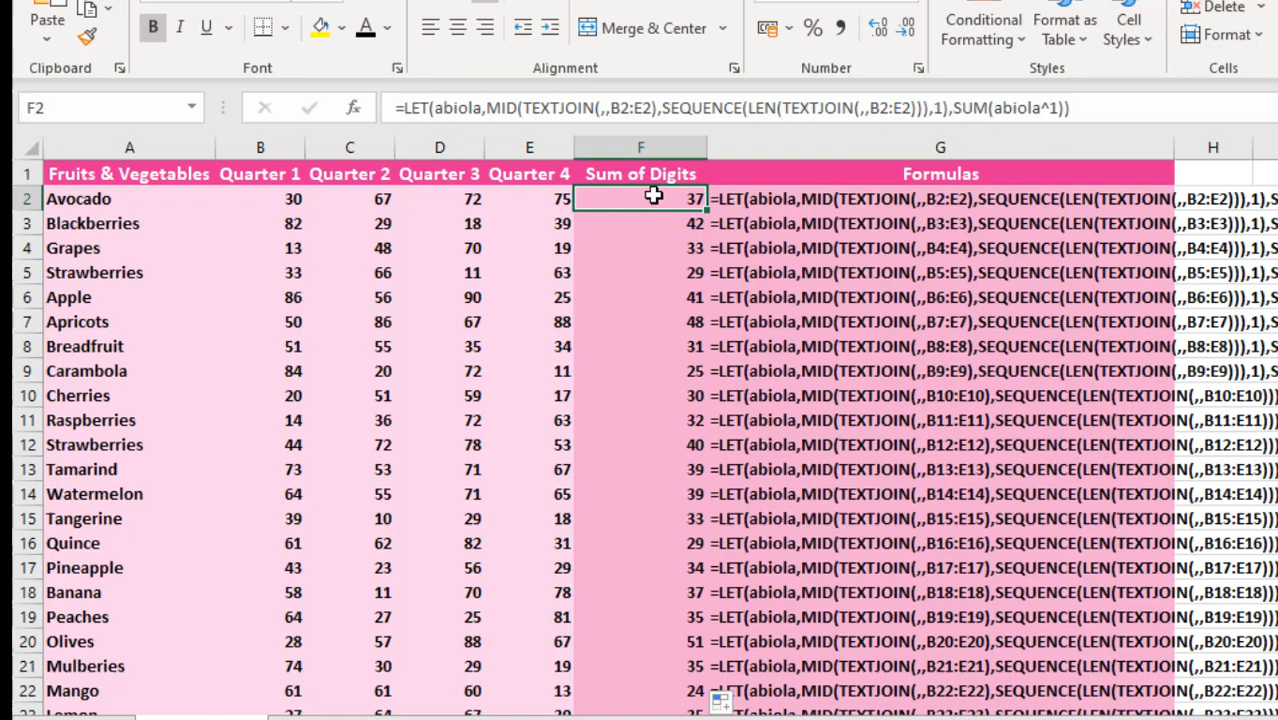 Paste
B I U
A
Merge & Center
%
Conditional Formatting
Format as Table
Cell Styles
Delete
Format
Clipboard
Font
Alignment
Number
Styles
Cells
F2
fx
=LET(abiola,MID(TEXTJOIN(,,B2:E2),SEQUENCE(LEN(TEXTJOIN(,,B2:E2))),1),SUM(abiola^1))
A B C D E F G H
1 Fruits & Vegetables Quarter 1 Quarter 2 Quarter 3 Quarter 4 Sum of Digits Formulas
2 Avocado 30 67 72 75 37 =LET(abiola,MID(TEXTJOIN(,,B2:E2),SEQUENCE(LEN(TEXTJOIN(,,B2:E2))),1),S
3 Blackberries 82 29 18 39 42 =LET(abiola,MID(TEXTJOIN(,,B3:E3),SEQUENCE(LEN(TEXTJOIN(,,B3:E3))),1),S
4 Grapes 13 48 70 19 33 =LET(abiola,MID(TEXTJOIN(,,B4:E4),SEQUENCE(LEN(TEXTJOIN(,,B4:E4))),1),S
5 Strawberries 33 66 11 63 29 =LET(abiola,MID(TEXTJOIN(,,B5:E5),SEQUENCE(LEN(TEXTJOIN(,,B5:E5))),1),S
6 Apple 86 56 90 25 41 =LET(abiola,MID(TEXTJOIN(,,B6:E6),SEQUENCE(LEN(TEXTJOIN(,,B6:E6))),1),S
7 Apricots 50 86 67 88 48 =LET(abiola,MID(TEXTJOIN(,,B7:E7),SEQUENCE(LEN(TEXTJOIN(,,B7:E7))),1),S
8 Breadfruit 51 55 35 34 31 =LET(abiola,MID(TEXTJOIN(,,B8:E8),SEQUENCE(LEN(TEXTJOIN(,,B8:E8))),1),S
9 Carambola 84 20 72 11 25 =LET(abiola,MID(TEXTJOIN(,,B9:E9),SEQUENCE(LEN(TEXTJOIN(,,B9:E9))),1),S
10 Cherries 20 51 59 17 30 =LET(abiola,MID(TEXTJOIN(,,B10:E10),SEQUENCE(LEN(TEXTJOIN(,,B10:E10)))
11 Raspberries 14 36 72 63 32 =LET(abiola,MID(TEXTJOIN(,,B11:E11),SEQUENCE(LEN(TEXTJOIN(,,B11:E11)))
12 Strawberries 44 72 78 53 40 =LET(abiola,MID(TEXTJOIN(,,B12:E12),SEQUENCE(LEN(TEXTJOIN(,,B12:E12)))
13 Tamarind 73 53 71 67 39 =LET(abiola,MID(TEXTJOIN(,,B13:E13),SEQUENCE(LEN(TEXTJOIN(,,B13:E13)))
14 Watermelon 64 55 71 65 39 =LET(abiola,MID(TEXTJOIN(,,B14:E14),SEQUENCE(LEN(TEXTJOIN(,,B14:E14)))
15 Tangerine 39 10 29 18 33 =LET(abiola,MID(TEXTJOIN(,,B15:E15),SEQUENCE(LEN(TEXTJOIN(,,B15:E15)))
16 Quince 61 62 82 31 29 =LET(abiola,MID(TEXTJOIN(,,B16:E16),SEQUENCE(LEN(TEXTJOIN(,,B16:E16)))
17 Pineapple 43 23 56 29 34 =LET(abiola,MID(TEXTJOIN(,,B17:E17),SEQUENCE(LEN(TEXTJOIN(,,B17:E17)))
18 Banana 58 11 70 78 37 =LET(abiola,MID(TEXTJOIN(,,B18:E18),SEQUENCE(LEN(TEXTJOIN(,,B18:E18)))
19 Peaches 64 27 25 81 35 =LET(abiola,MID(TEXTJOIN(,,B19:E19),SEQUENCE(LEN(TEXTJOIN(,,B19:E19)))
20 Olives 28 57 88 67 51 =LET(abiola,MID(TEXTJOIN(,,B20:E20),SEQUENCE(LEN(TEXTJOIN(,,B20:E20)))
21 Mulberies 74 30 29 19 35 =LET(abiola,MID(TEXTJOIN(,,B21:E21),SEQUENCE(LEN(TEXTJOIN(,,B21:E21)))
22 Mango 61 61 60 13 24 =LET(abiola,MID(TEXTJOIN(,,B22:E22),SEQUENCE(LEN(TEXTJOIN(,,B22:E22)))